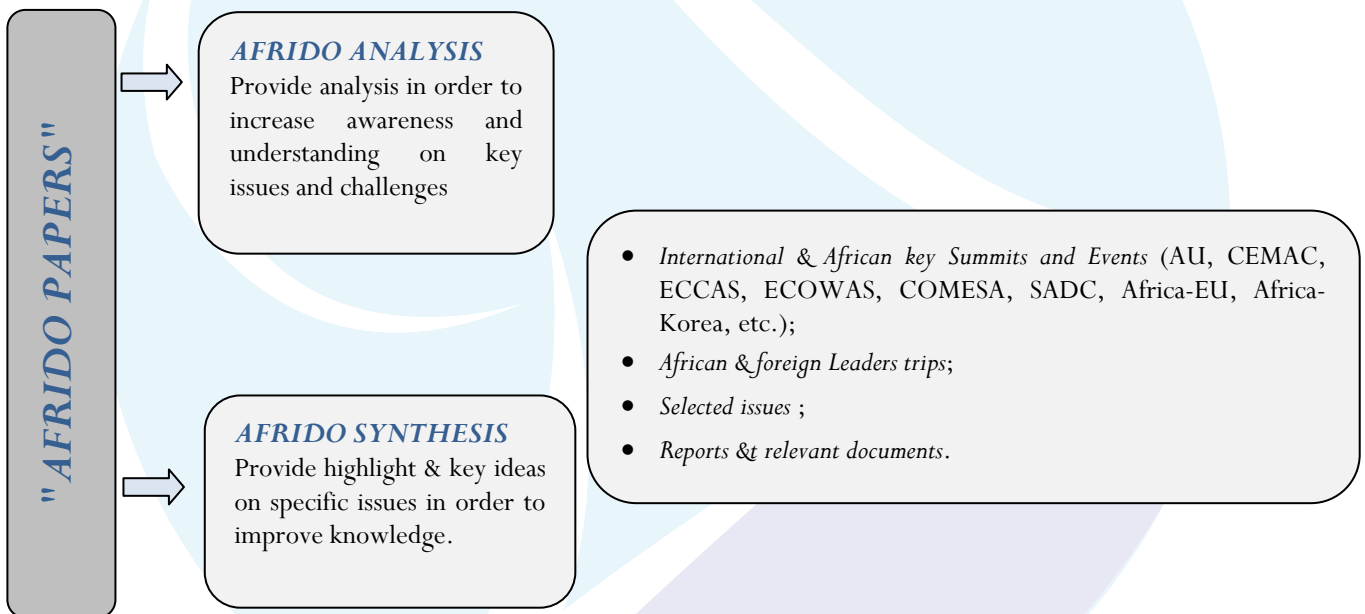 "AFRIDO PAPERS"
AFRIDO ANALYSIS
Provide analysis in order to
increase awareness and
understanding on key
issues and challenges
• International & African key Summits and Events (AU, CEMAC,
ECCAS, ECOWAS, COMESA, SADC, Africa-EU, Africa-
Korea, etc.);
• African & foreign Leaders trips;
• Selected issues ;
• Reports &t relevant documents.
AFRIDO SYNTHESIS
Provide highlight & key ideas
on specific issues in order to
improve knowledge.